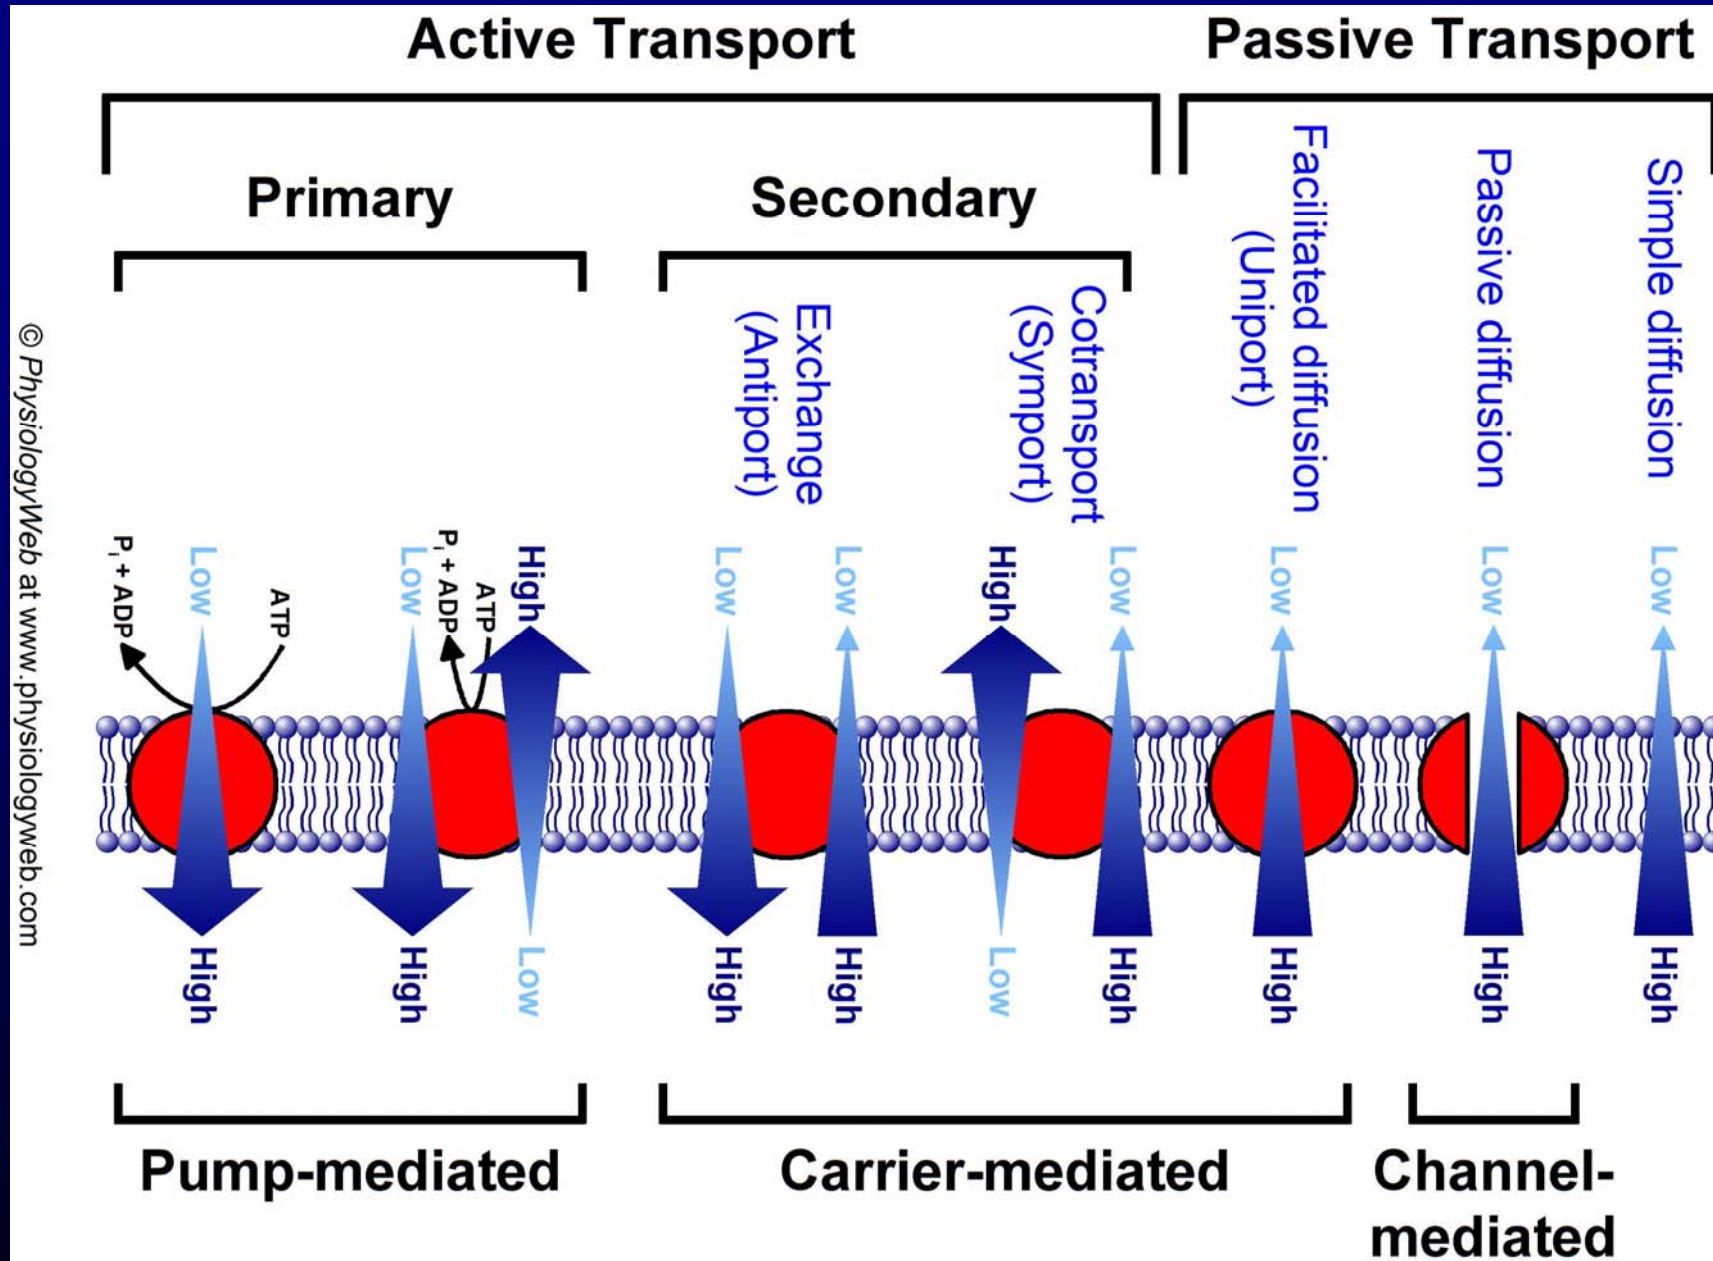 Active Transport
Passive Transport
Primary
Secondary
Exchange
(Antiport)
Cotransport
(Symport)
Facilitated diffusion
(Uniport)
Passive diffusion
Simple diffusion
Pi + ADP
Low
ATP
Low
Pi + ADP
ATP
High
Low
Low
High
Low
Low
Low
Low
High
High
Low
High
High
Low
High
High
High
High
Pump-mediated
Carrier-mediated
Channel-
mediated
© PhysiologyWeb at www.physiologyweb.com